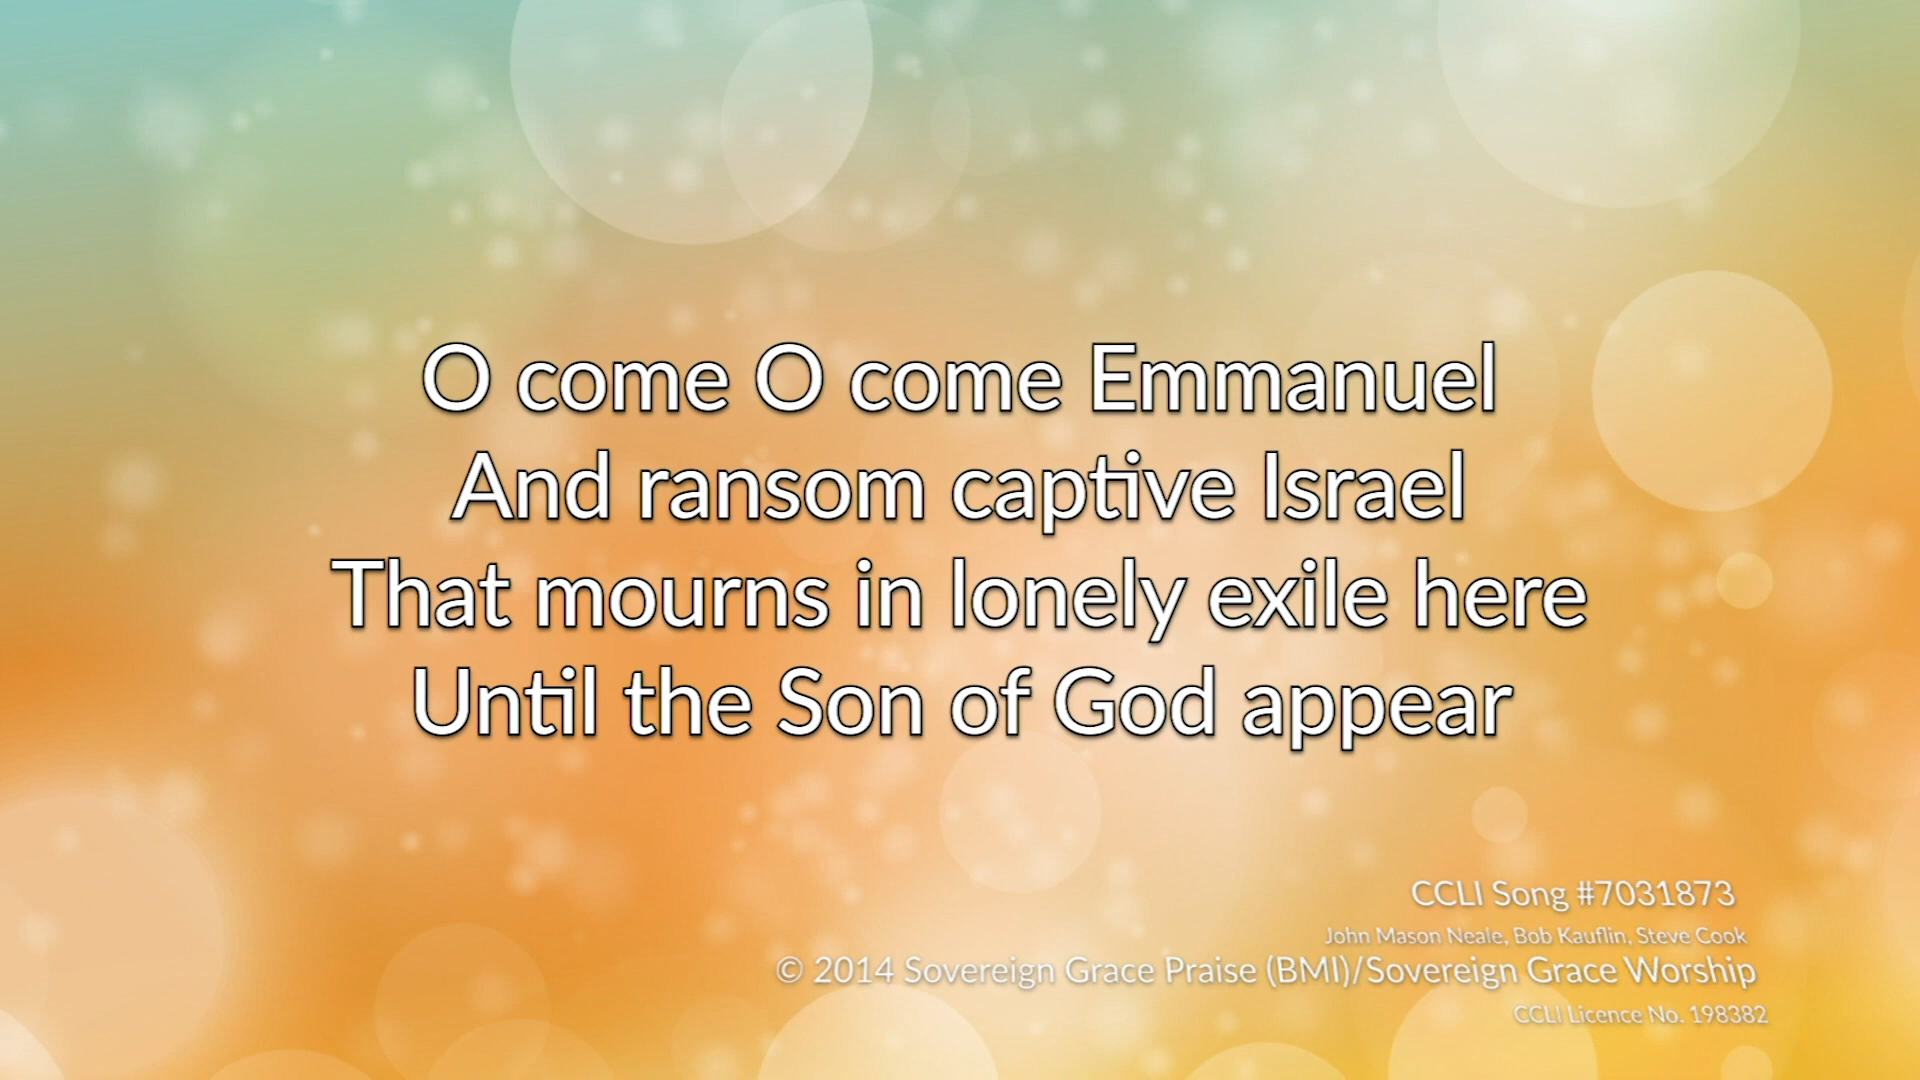 O come O come Emmanuel
And ransom captive Israel
That mourns in lonely exile here
Until the Son of God appear
CCLI Song #7031873
John Mason Neale, Bob Kauflin, Steve Cook
© 2014 Sovereign Grace Praise (BMI)/Sovereign Grace Worship
CCLI Licence No. 198382